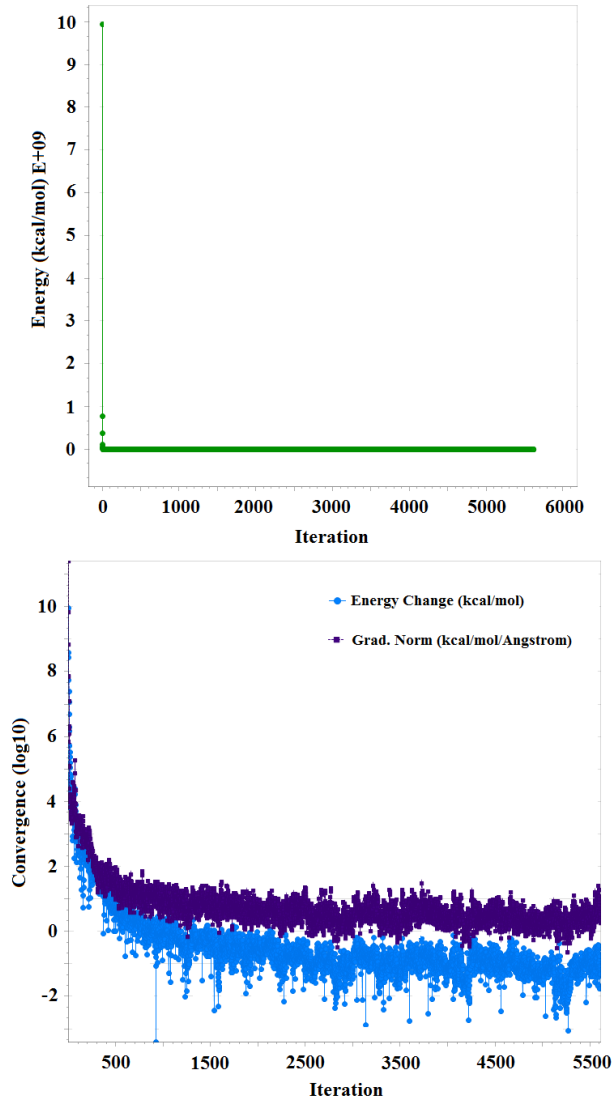 10
9
8
7
6
5
4
3
2
1
0
Energy (kcal/mol) E+09
0 1000 2000 3000 4000 5000 6000
Iteration
10
8
6
4
2
0
-2
Convergence (log10)
Energy Change (kcal/mol)
Grad. Norm (kcal/mol/Angstrom)
500 1500 2500 3500 4500 5500
Iteration